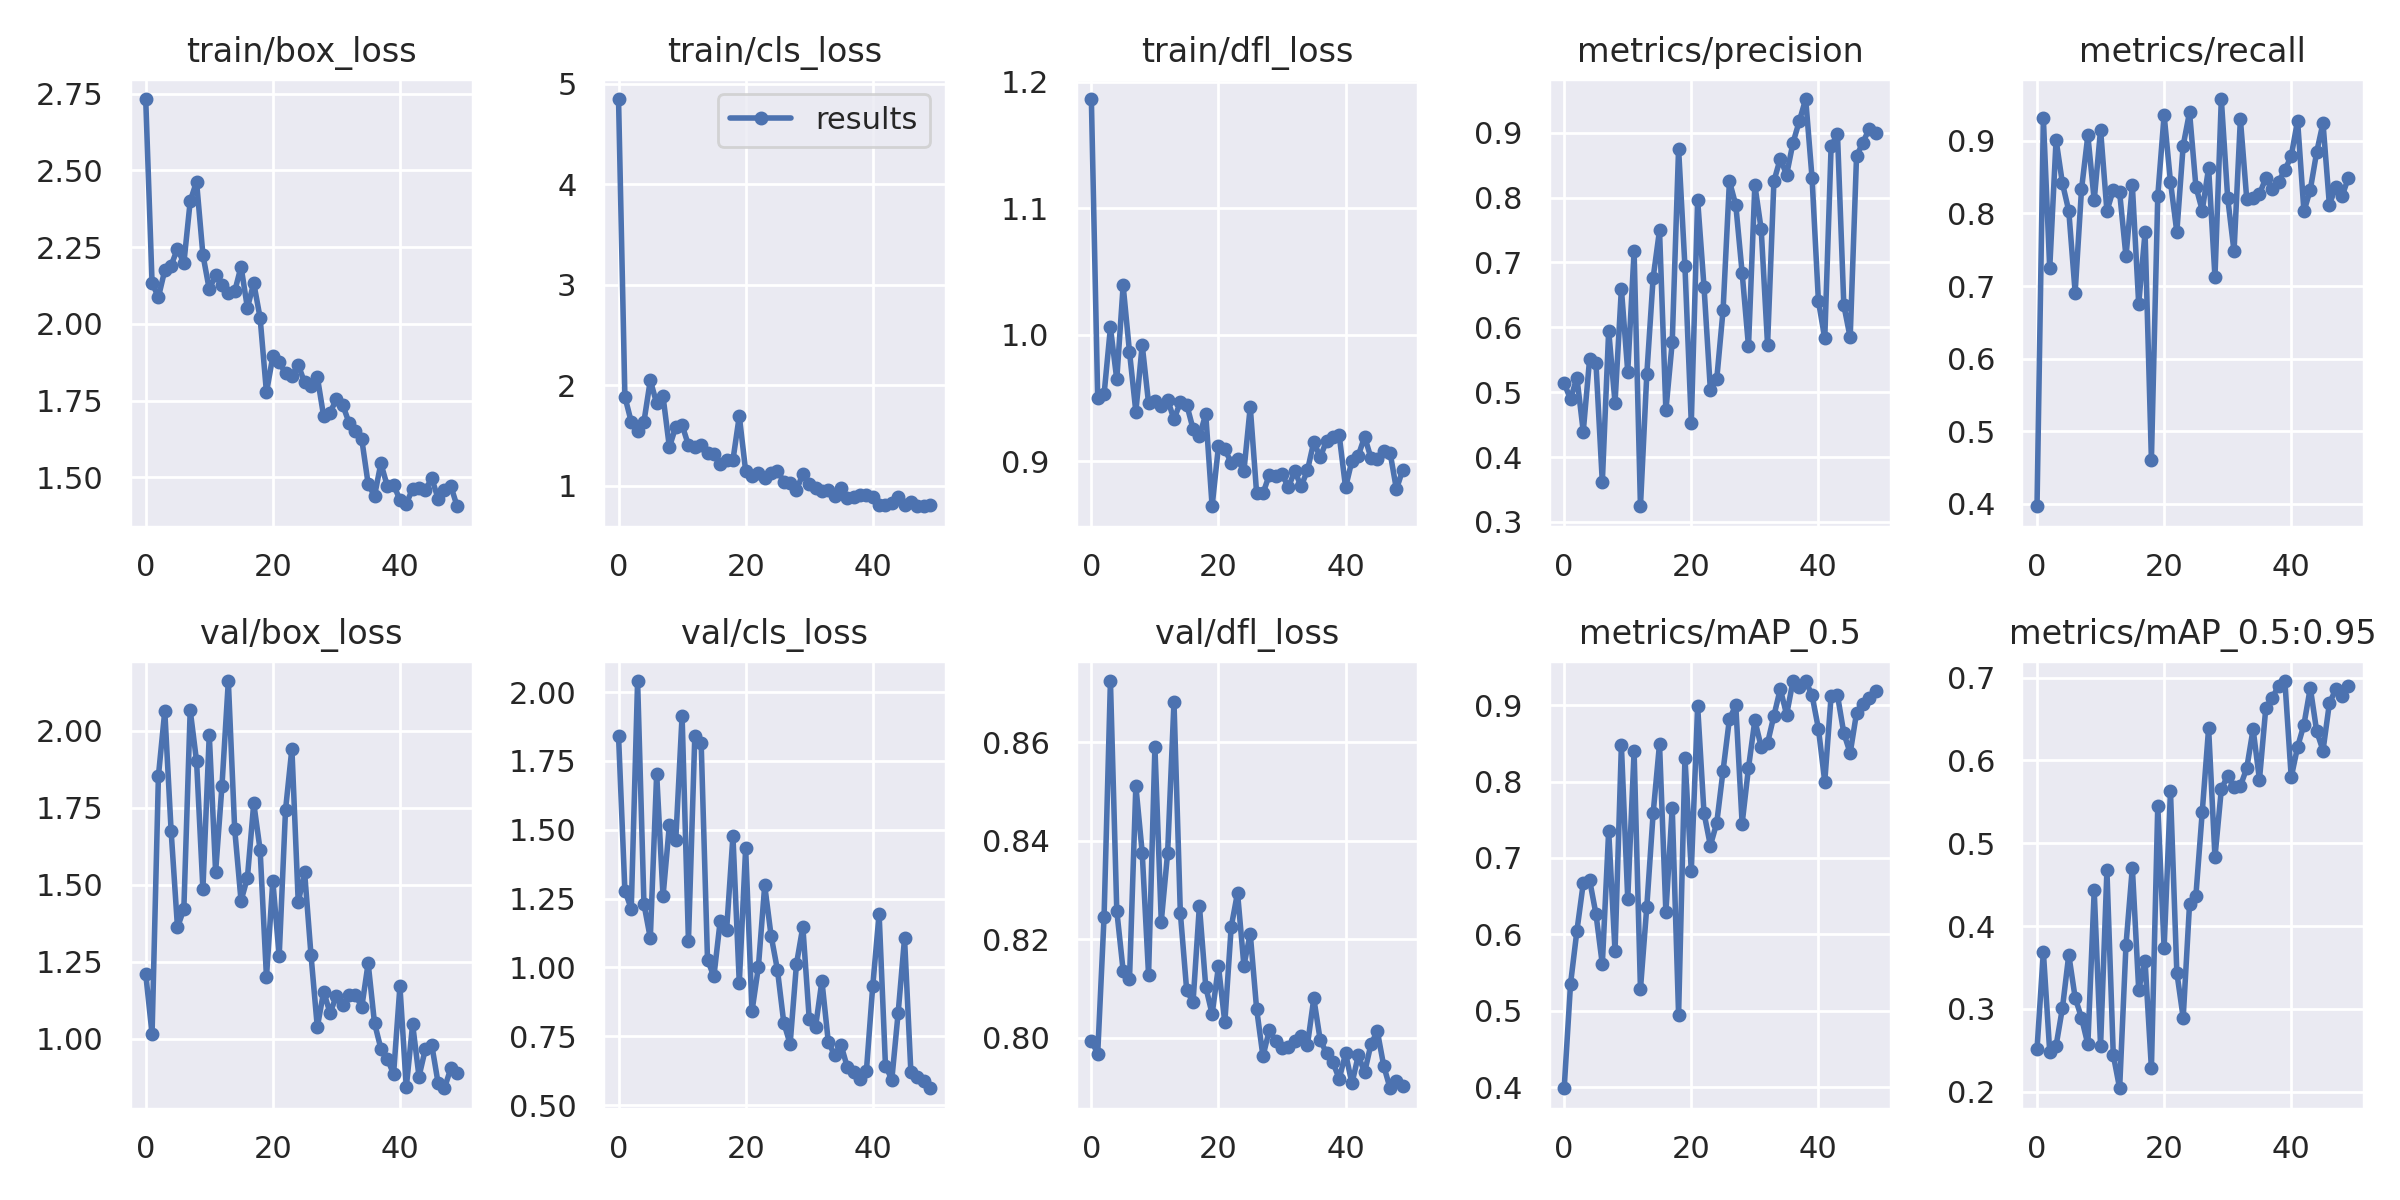 train/box_loss
2.75
2.50
2.25
2.00
1.75
1.50
0 20 40
train/cls_loss
results
5
4
3
2
1
0 20 40
train/dfl_loss
1.2
1.1
1.0
0.9
0 20 40
metrics/precision
0.9
0.8
0.7
0.6
0.5
0.4
0.3
0 20 40
metrics/recall
0.9
0.8
0.7
0.6
0.5
0.4
0 20 40
val/box_loss
2.00
1.75
1.50
1.25
1.00
0 20 40
val/cls_loss
2.00
1.75
1.50
1.25
1.00
0.75
0.50
0 20 40
val/dfl_loss
0.86
0.84
0.82
0.80
0 20 40
metrics/mAP_0.5
0.9
0.8
0.7
0.6
0.5
0.4
0 20 40
metrics/mAP_0.5:0.95
0.7
0.6
0.5
0.4
0.3
0.2
0 20 40